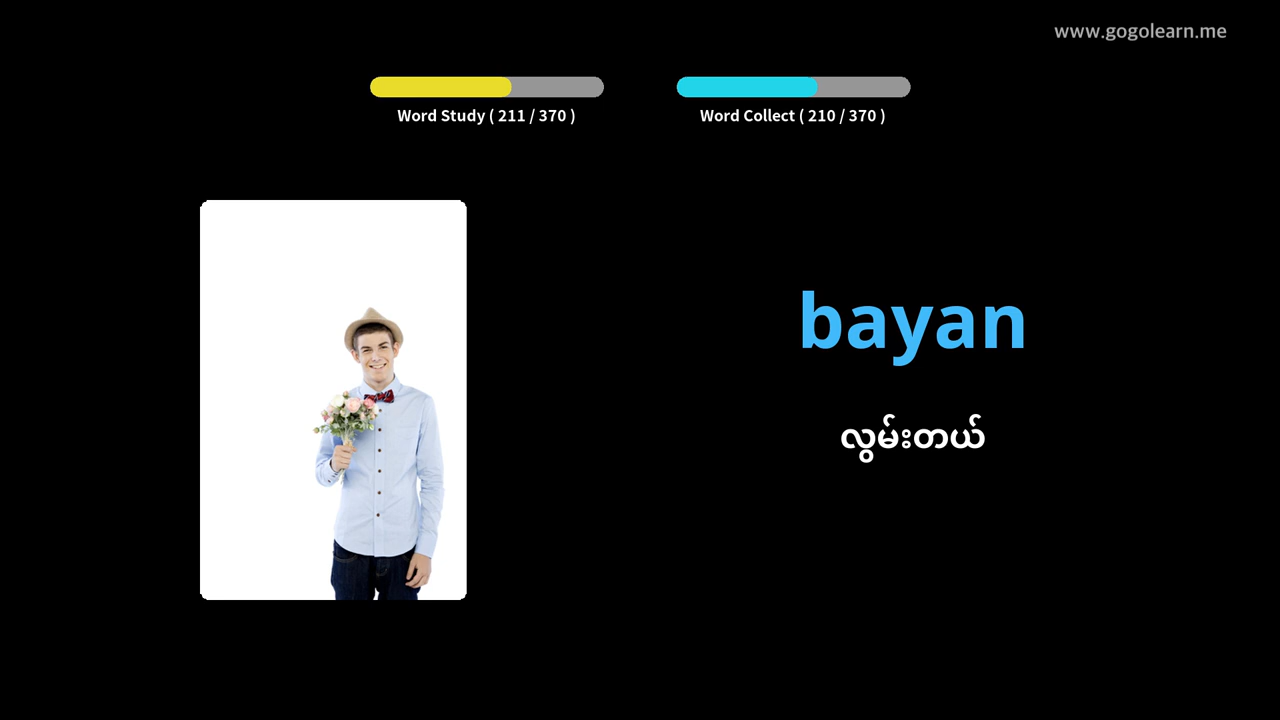 www.gogolearn.me
Word Study ( 211 / 370 )
Word Collect ( 210 / 370 )
bayan
လွမ်းတယ်